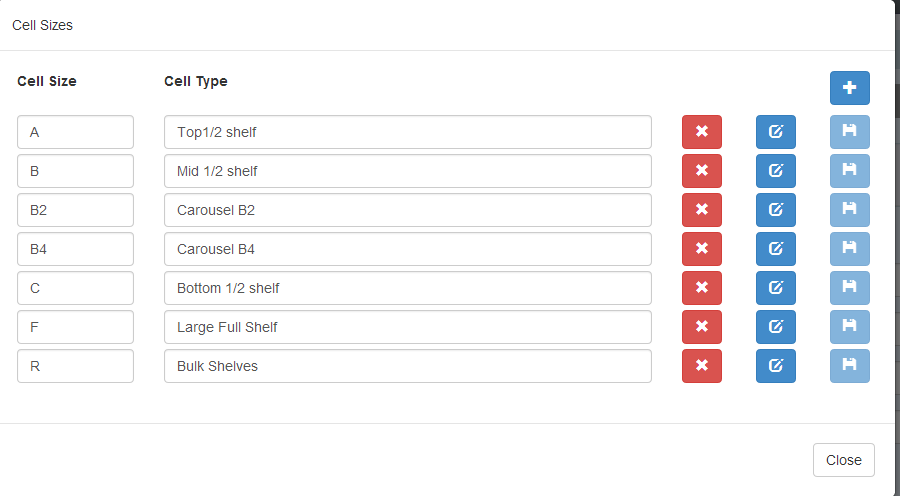 Cell Sizes
Cell Size Cell Type
A Top1/2 shelf
B Mid 1/2 shelf
B2 Carousel B2
B4 Carousel B4
C Bottom 1/2 shelf
F Large Full Shelf
R Bulk Shelves
Close